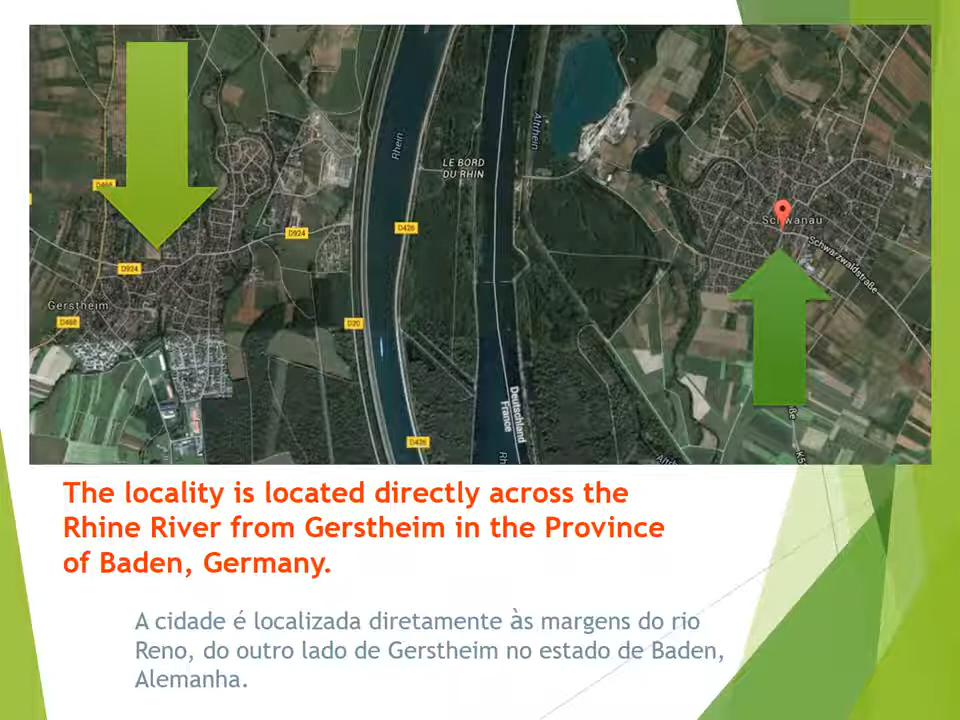 Rhein
LE BORD
DU RHIN
Altrhein
D924
D426
D924
Gerstheim
D468
D20
Schwanau
Schwarzwaldstraße
Deutschland
France
D426
The locality is located directly across the
Rhine River from Gerstheim in the Province
of Baden, Germany.
A cidade é localizada diretamente às margens do rio
Reno, do outro lado de Gerstheim no estado de Baden,
Alemanha.